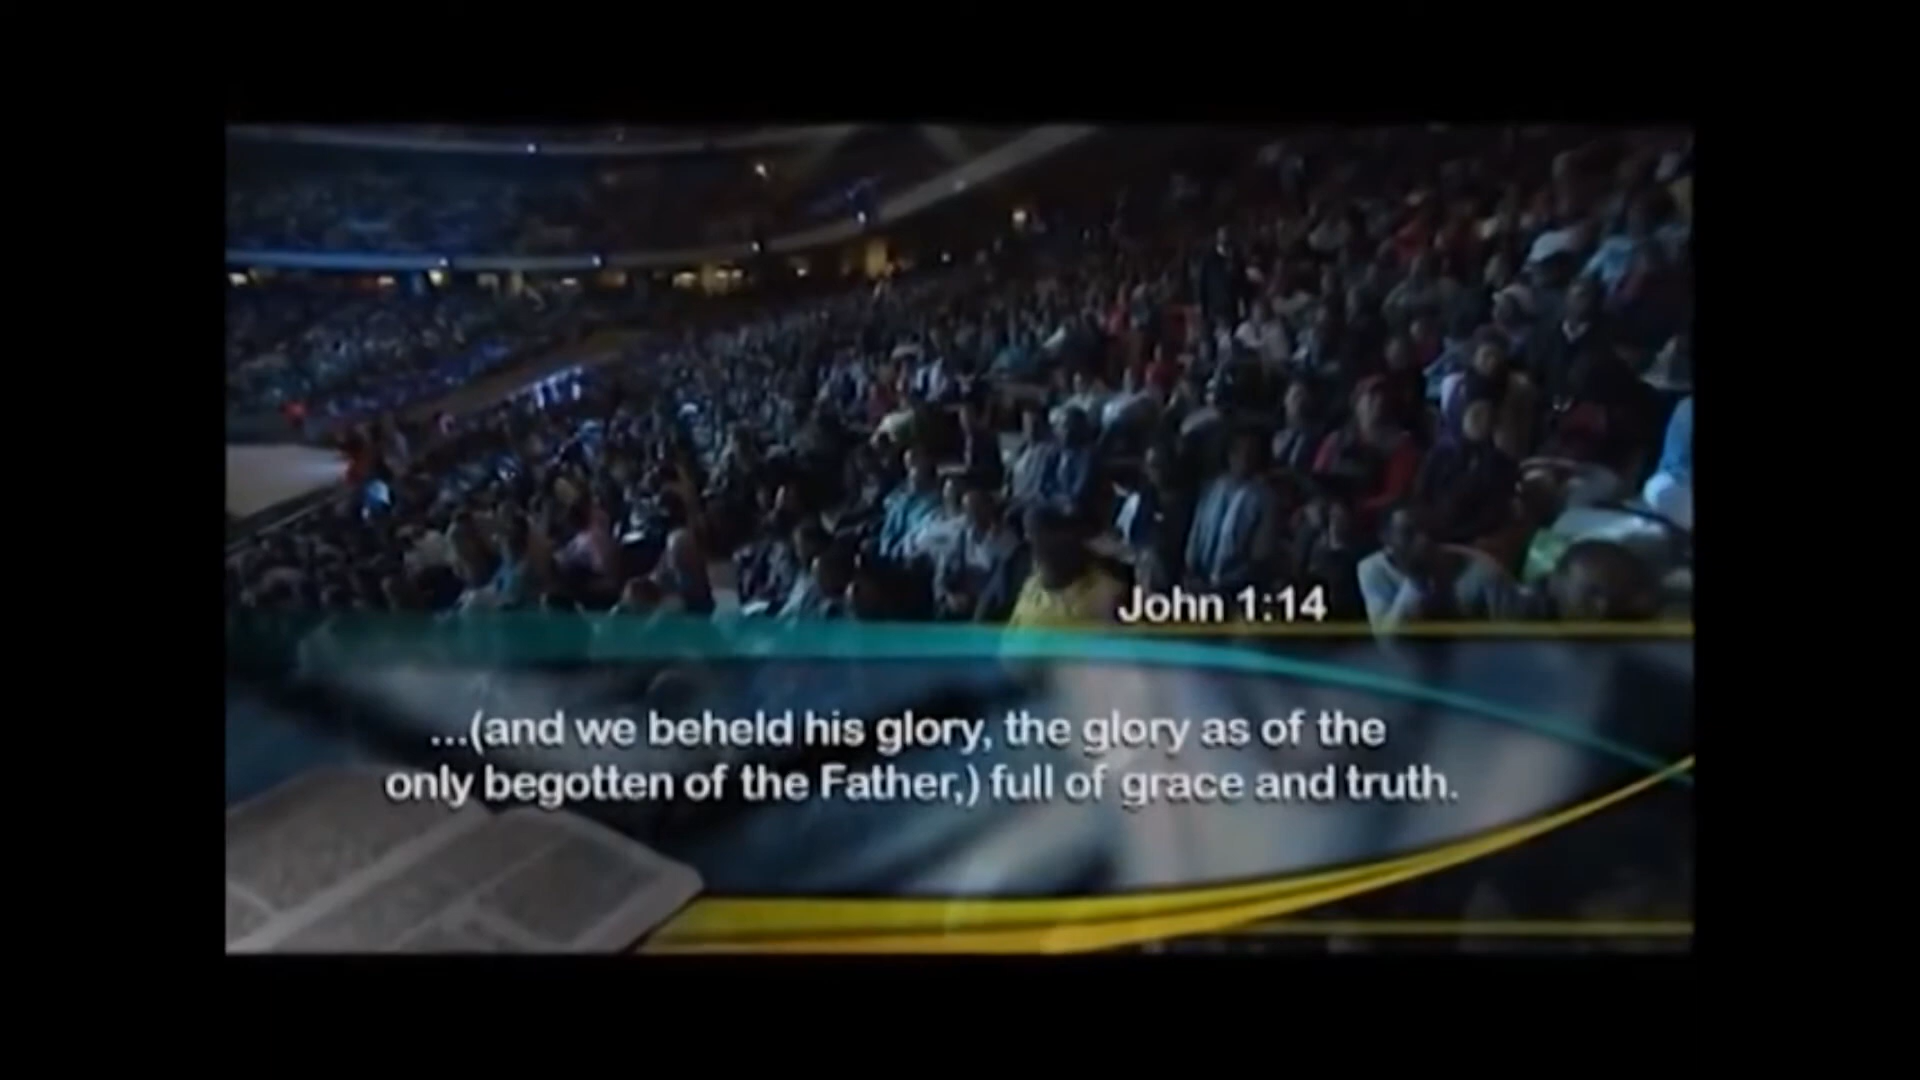 John 1:14
...(and we beheld his glory, the glory as of the
only begotten of the Father,) full of grace and truth.